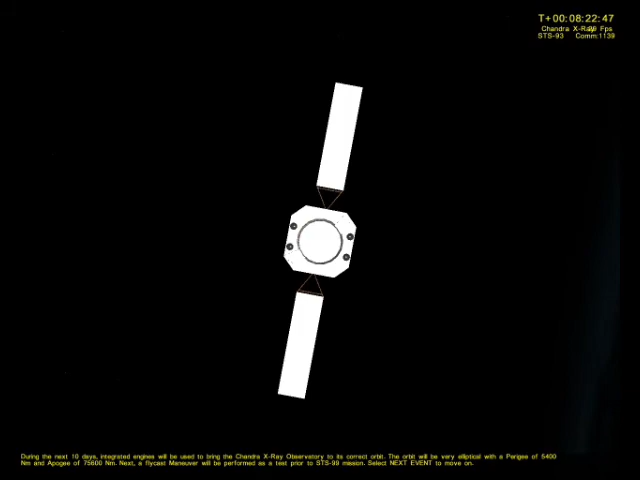 T+00:08:22:47
Chandra X-Ray Fps
STS-93 Comm:1139
During the next 10 days, integrated engines will be used to bring the Chandra X-Ray Observatory to its correct orbit. The orbit will be very elliptical with a Perigee of 5400
Nm and Apogee of 75600 Nm. Next, a flycast Maneuver will be performed as a test prior to STS-99 mission. Select NEXT EVENT to move on.